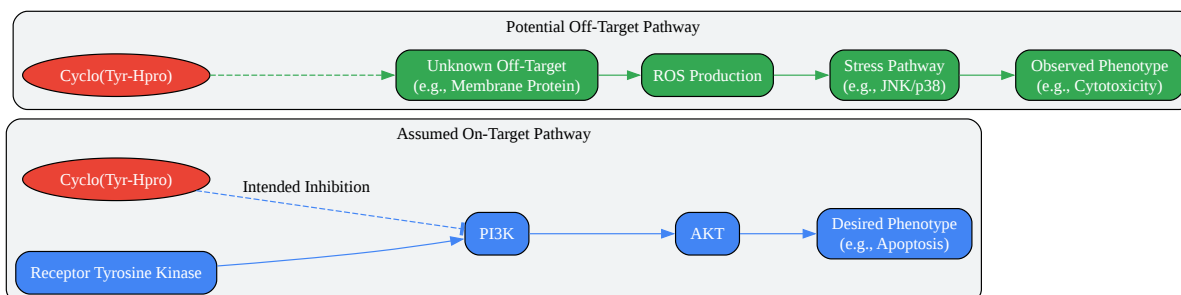 Potential Off-Target Pathway
Cyclo(Tyr-Hpro)
Unknown Off-Target
(e.g., Membrane Protein)
ROS Production
Stress Pathway
(e.g., JNK/p38)
Observed Phenotype
(e.g., Cytotoxicity)
Assumed On-Target Pathway
Cyclo(Tyr-Hpro)
Intended Inhibition
Receptor Tyrosine Kinase
PI3K
AKT
Desired Phenotype
(e.g., Apoptosis)